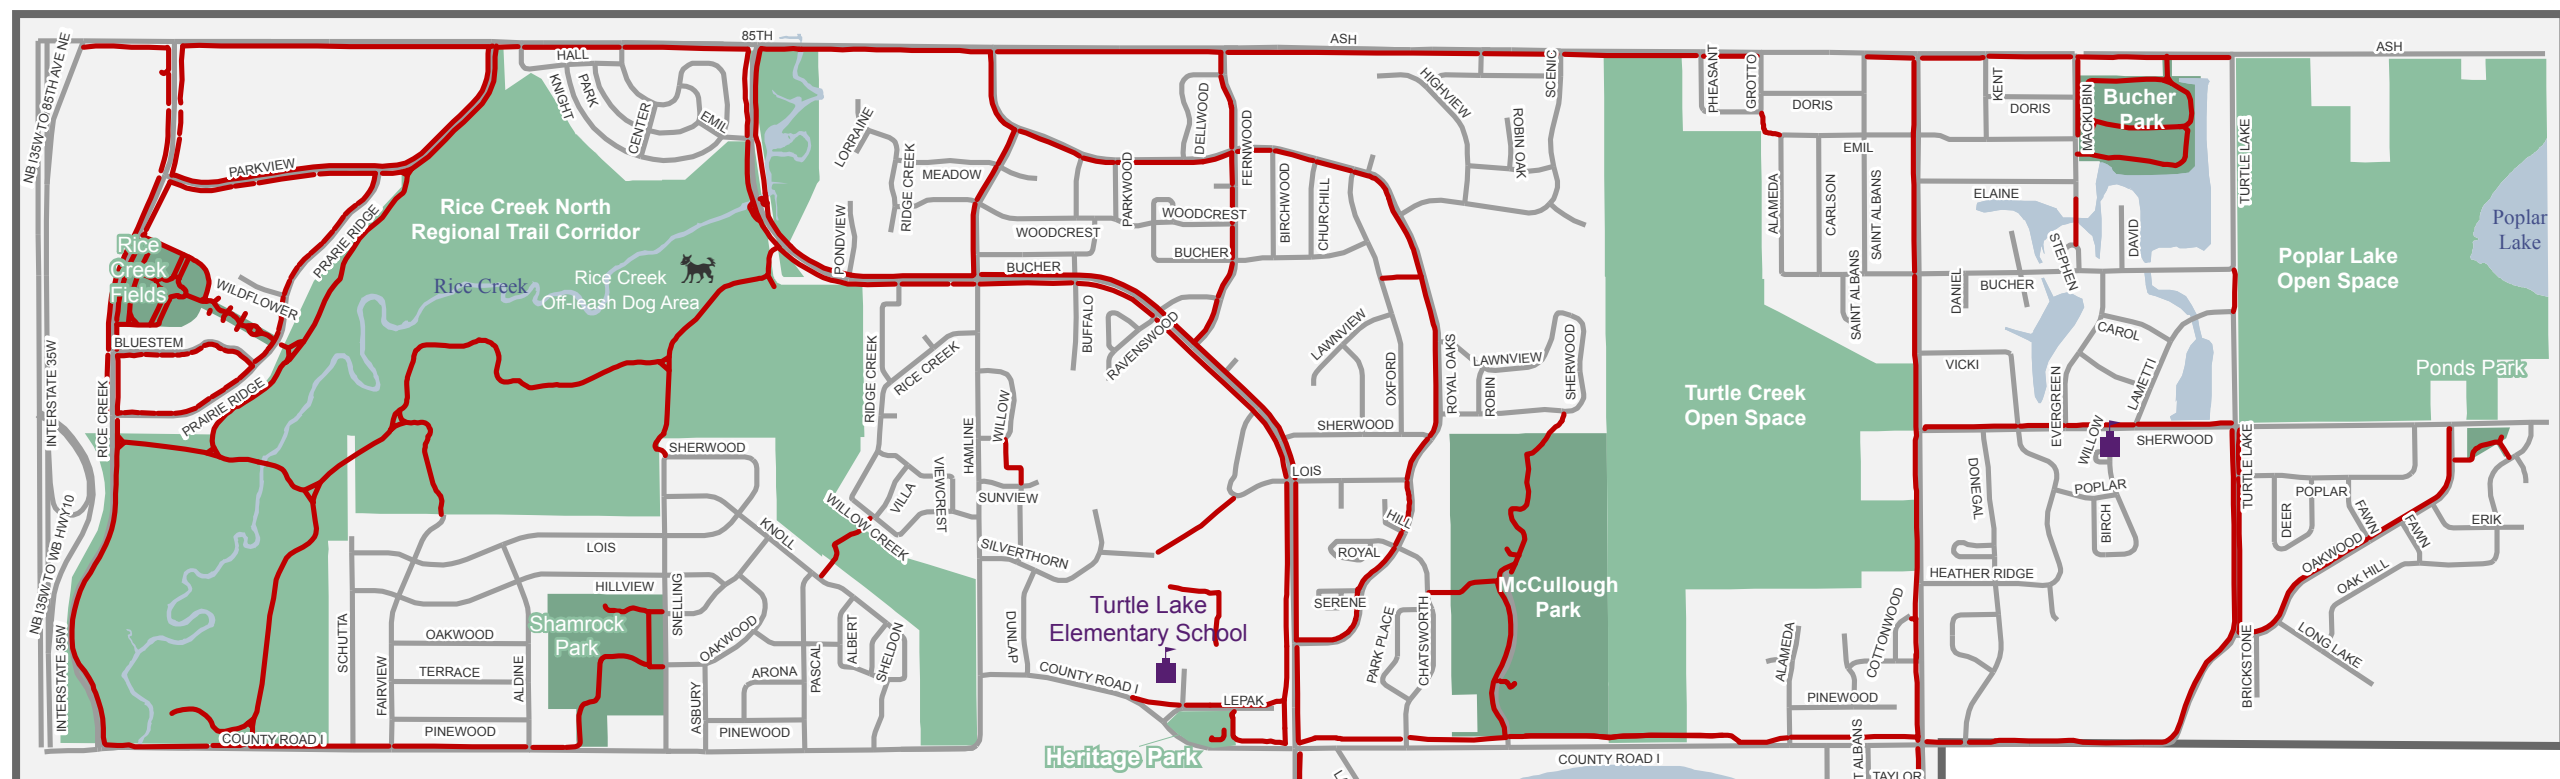 85TH
ASH
ASH
NB I35W TO 85TH AVE NE
HALL
KNIGHT
PARK
CENTER
EMIL
LORRAINE
RIDGE CREEK
MEADOW
DELLWOOD
FERNWOOD
PARKWOOD
HIGHVIEW
SCENIC
ROBIN OAK
PHEASANT
GROTTO
DORIS
EMIL
KENT
DORIS
MACKUBIN
Bucher
Park
TURTLE LAKE
PARKVIEW
PRARIE RIDGE
Rice Creek North
Regional Trail Corridor
Rice
Creek
Fields
WILDFLOWER
Rice Creek
Rice Creek
Off-leash Dog Area
PONDVIEW
WOODCREST
WOODCREST
BIRCHWOOD
CHURCHILL
BUCHER
BUCHER
ALAMEDA
CARLSON
SAINT ALBANS
SAINT ALBANS
ELAINE
STEPHEN
DAVID
DANIEL
BUCHER
Poplar
Lake
Poplar Lake
Open Space
BLUESTEM
INTERSTATE 35W
RICE CREEK
PRAIRIE RIDGE
RIDGE CREEK
RICE CREEK
BUFFALO
RAVENSWOOD
LAWNVIEW
OXFORD
ROYAL OAKS
LAWNVIEW
ROBIN
SHERWOOD
Turtle Creek
Open Space
VICKI
CAROL
EVERGREEN
LAMETTI
Ponds Park
SHERWOOD
HAMLINE
WILLOW
SHERWOOD
LOIS
WILLOW
SHERWOOD
TURTLE LAKE
VILLA
VIEWCREST
SUNVIEW
WILLOW CREEK
KNOLL
LOIS
HILLVIEW
SILVERTHORN
HILL
ROYAL
DONEGAL
POPLAR
BIRCH
DEER
POPLAR
FAWN
FAWN
ERIK
OAKWOOD
OAK HILL
NB I35W TO WB HWY10
INTERSTATE 35W
SCHUTTA
FAIRVIEW
OAKWOOD
TERRACE
PINEWOOD
ALDINE
Shamrock
Park
SNELLING
OAKWOOD
ASBURY
ARONA
PINEWOOD
PASCAL
ALBERT
SHELDON
DUNLAP
Turtle Lake
Elementary School
COUNTY ROAD I
LEPAK
Heritage Park
SERENE
PARK PLACE
CHATSWORTH
McCullough
Park
ALAMEDA
COTTONWOOD
PINEWOOD
HEATHER RIDGE
BRICKSTONE
LONG LAKE
COUNTY ROAD I
COUNTY ROAD I
T ALBANS
TAYLOR